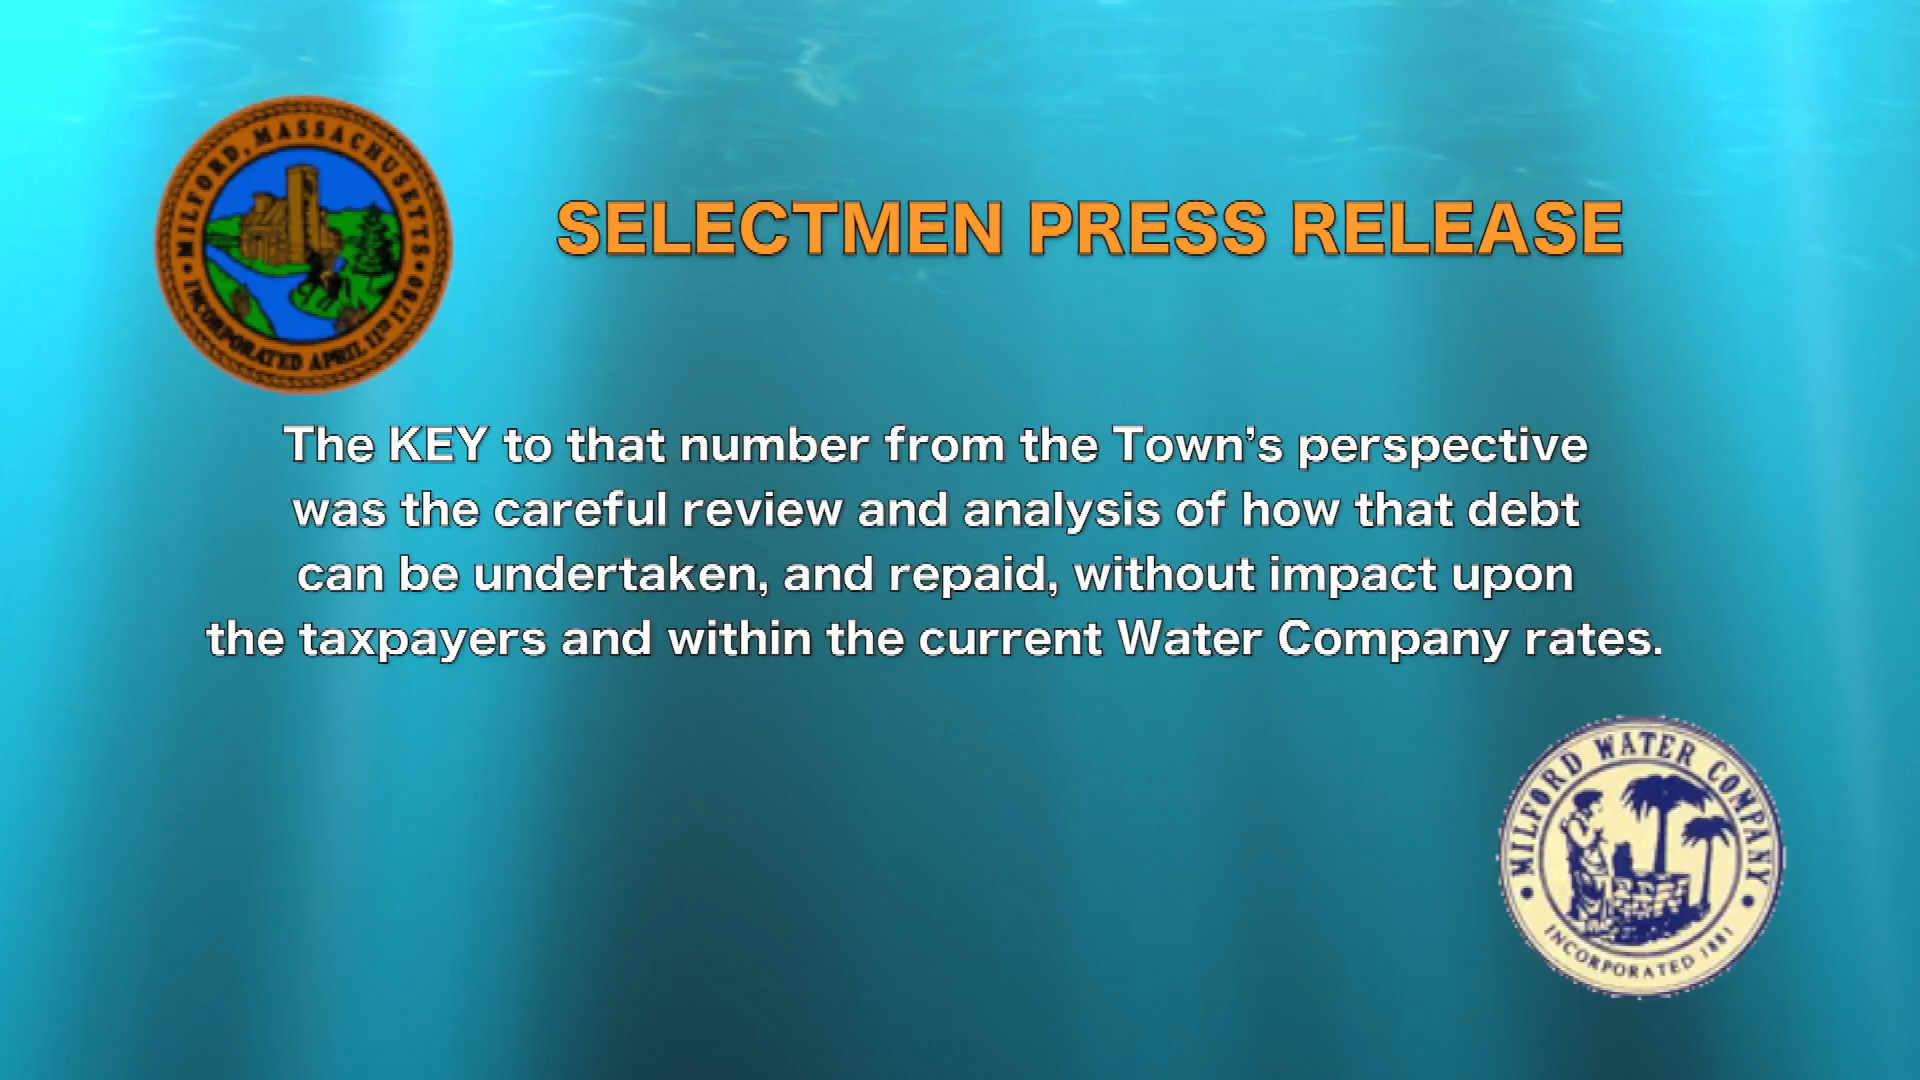 MILFORD, MASSACHUSETTS
INCORPORATED APRIL 11TH 1780
SELECTMEN PRESS RELEASE
The KEY to that number from the Town's perspective
was the careful review and analysis of how that debt
can be undertaken, and repaid, without impact upon
the taxpayers and within the current Water Company rates.
MILFORD WATER COMPANY
INCORPORATED 1881